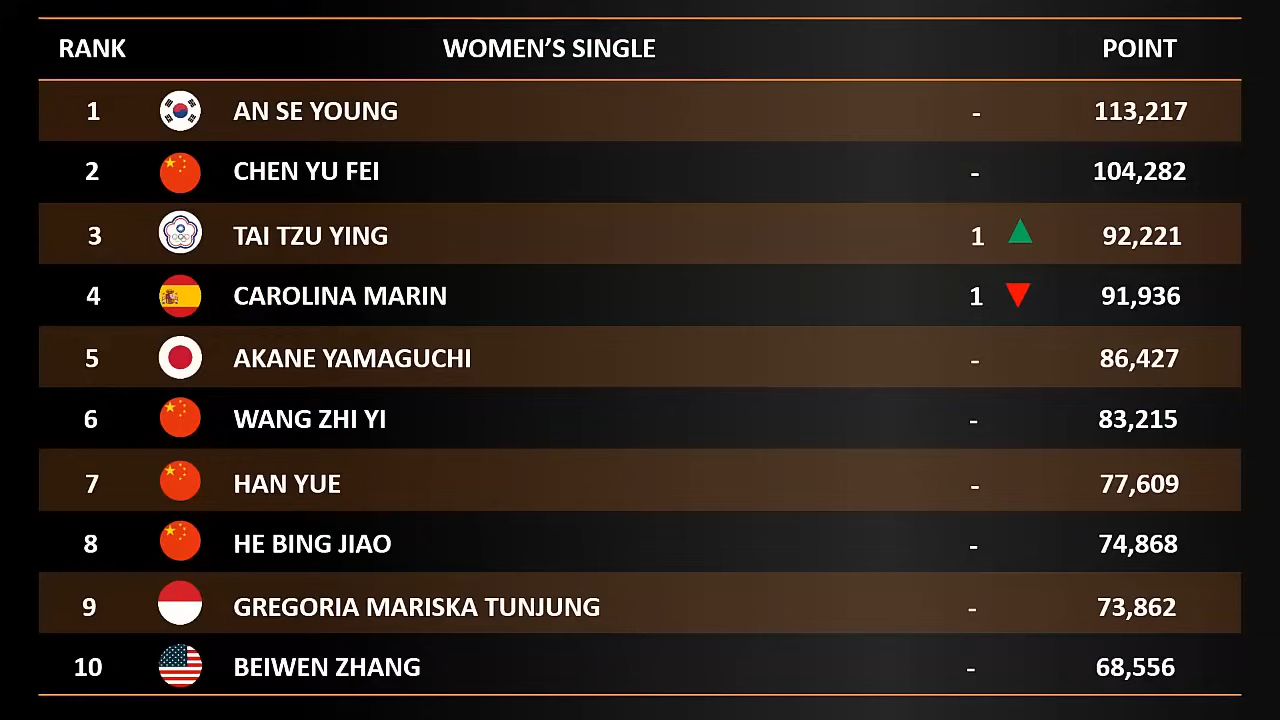 RANK WOMEN'S SINGLE POINT
1 AN SE YOUNG - 113,217
2 CHEN YU FEI - 104,282
3 TAI TZU YING 1 92,221
4 CAROLINA MARIN 1 91,936
5 AKANE YAMAGUCHI - 86,427
6 WANG ZHI YI - 83,215
7 HAN YUE - 77,609
8 HE BING JIAO - 74,868
9 GREGORIA MARISKA TUNJUNG - 73,862
10 BEIWEN ZHANG - 68,556